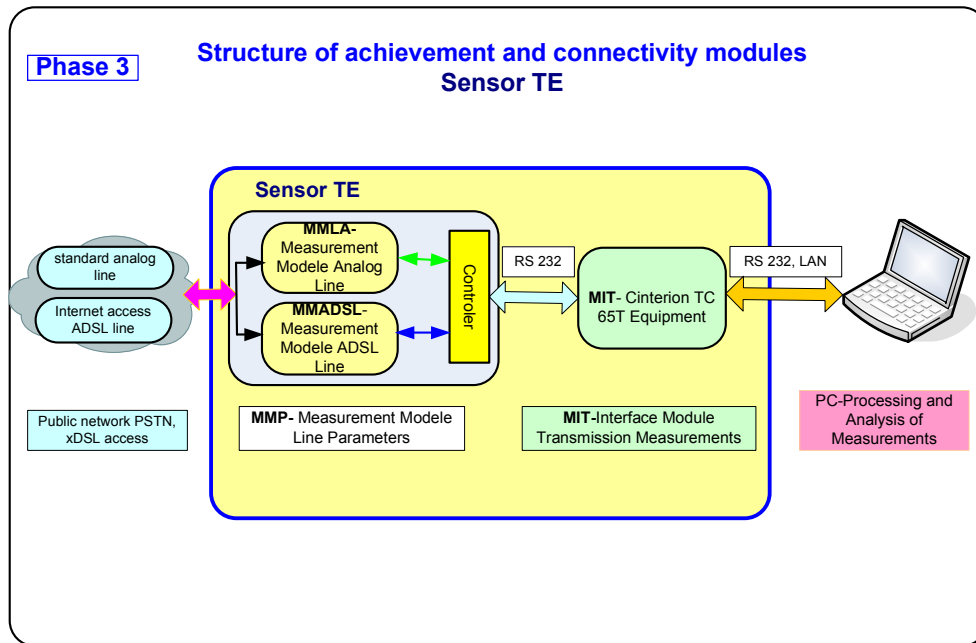 Phase 3
Structure of achievement and connectivity modules
Sensor TE
Sensor TE
standard analog
line
Internet access
ADSL line
MMLA-
Measurement
Modele Analog
Line
MMADSL-
Measurement
Modele ADSL
Line
Controler
RS 232
MIT- Cinterion TC
65T Equipment
RS 232, LAN
Public network PSTN,
xDSL access
MMP- Measurement Modele
Line Parameters
MIT-Interface Module
Transmission Measurements
PC-Processing and
Analysis of
Measurements